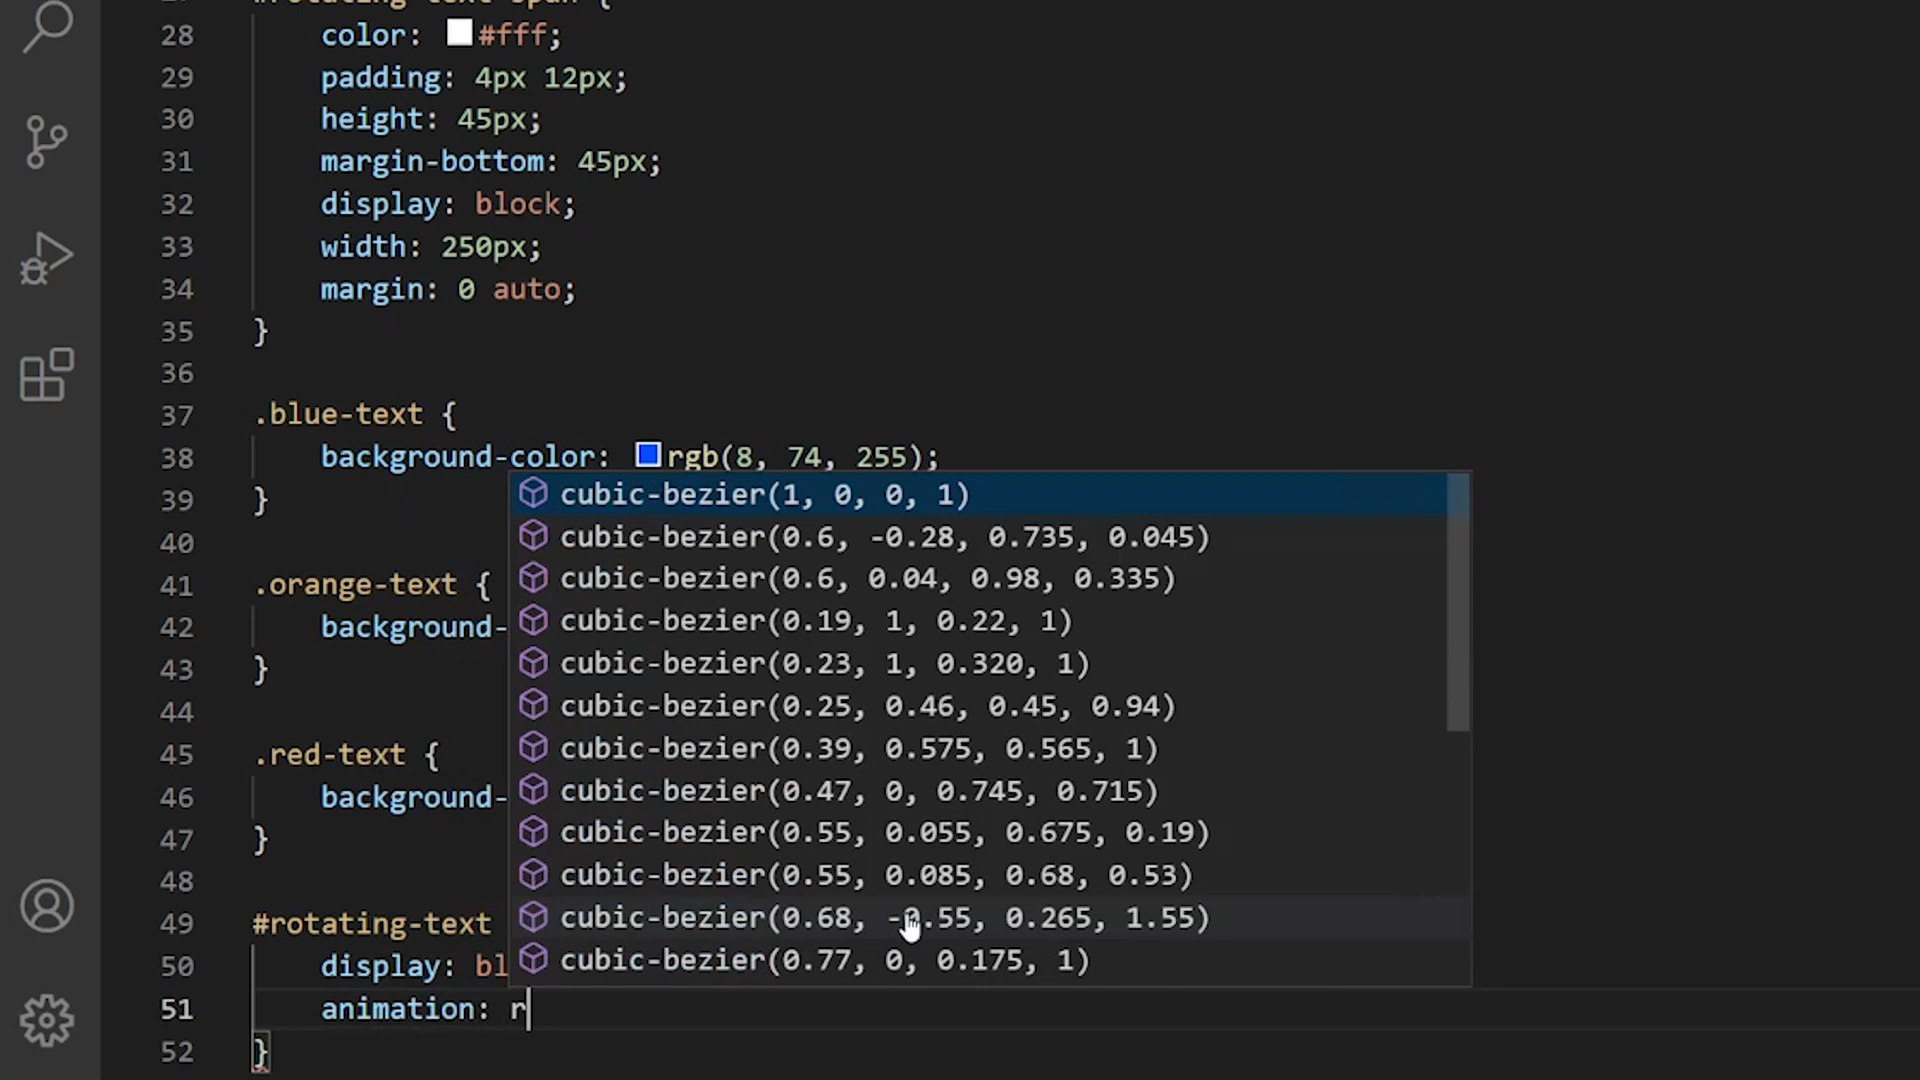 #rotating-text span {
28 color: #fff;
29 padding: 4px 12px;
30 height: 45px;
31 margin-bottom: 45px;
32 display: block;
33 width: 250px;
34 margin: 0 auto;
35 }
36
37 .blue-text {
38 background-color: rgb(8, 74, 255);
cubic-bezier(1, 0, 0, 1)
39 }
cubic-bezier(0.6, -0.28, 0.735, 0.045)
40
cubic-bezier(0.6, 0.04, 0.98, 0.335)
41 .orange-text {
cubic-bezier(0.19, 1, 0.22, 1)
42 background-
cubic-bezier(0.23, 1, 0.320, 1)
43 }
cubic-bezier(0.25, 0.46, 0.45, 0.94)
44
cubic-bezier(0.39, 0.575, 0.565, 1)
45 .red-text {
cubic-bezier(0.47, 0, 0.745, 0.715)
46 background-
cubic-bezier(0.55, 0.055, 0.675, 0.19)
47 }
cubic-bezier(0.55, 0.085, 0.68, 0.53)
48
cubic-bezier(0.68, -0.55, 0.265, 1.55)
49 #rotating-text
cubic-bezier(0.77, 0, 0.175, 1)
50 display: bl
51 animation: r
52 }